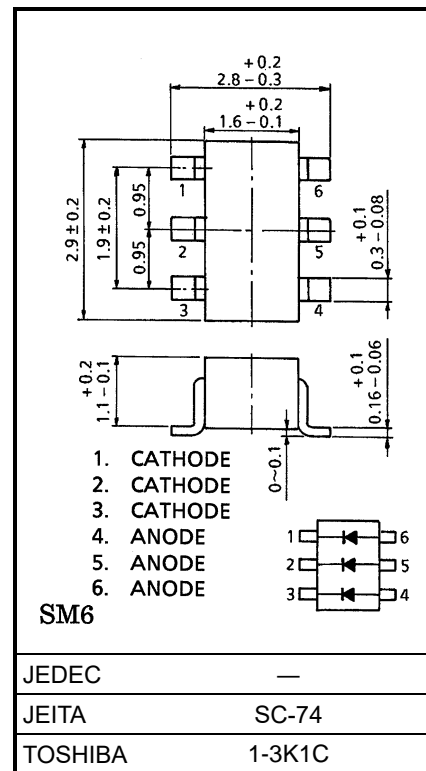 +0.2
2.8-0.3
+0.2
1.6-0.1
1
6
2
5
3
4
2.9±0.2
1.9±0.2
0.95
0.95
+0.1
0.3-0.08
+0.2
1.1-0.1
+0.1
0.16-0.06
0~0.1
1. CATHODE
2. CATHODE
3. CATHODE
4. ANODE
5. ANODE
6. ANODE
1
6
2
5
3
4
SM6
JEDEC —
JEITA SC-74
TOSHIBA 1-3K1C